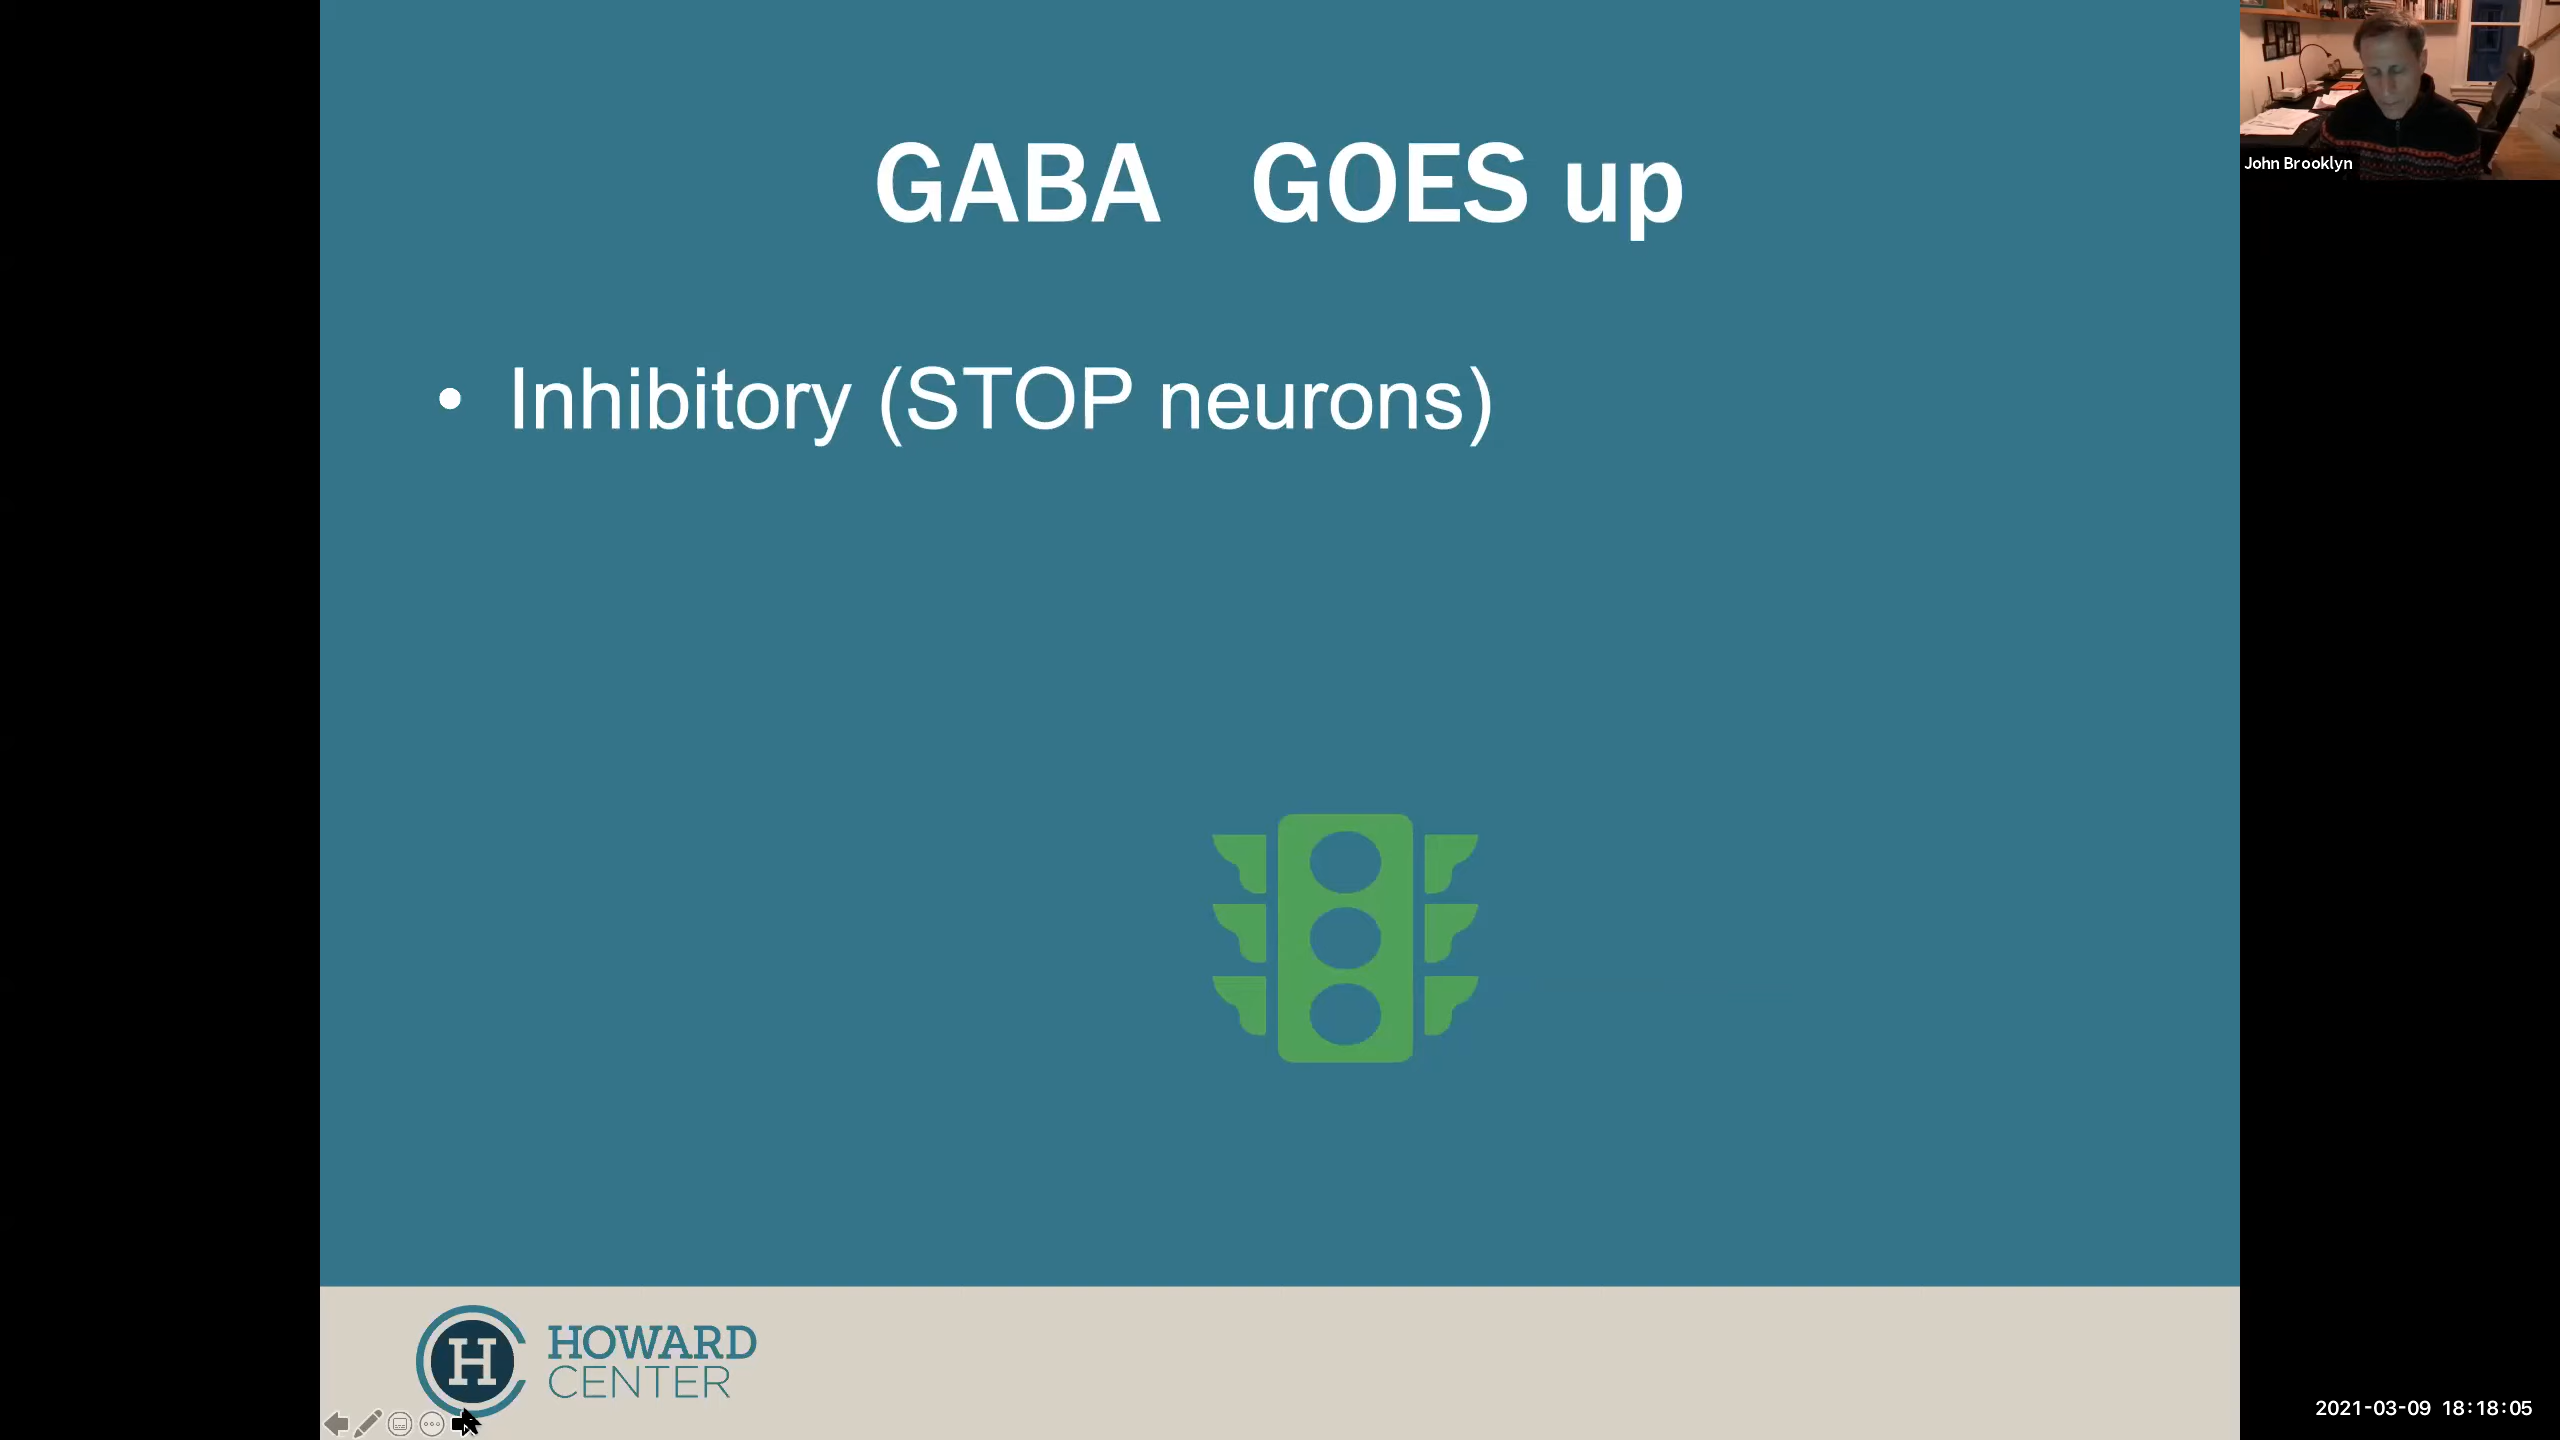 GABA   GOES up
John Brooklyn
• Inhibitory (STOP neurons)
H
HOWARD
CENTER
2021-03-09 18:18:05